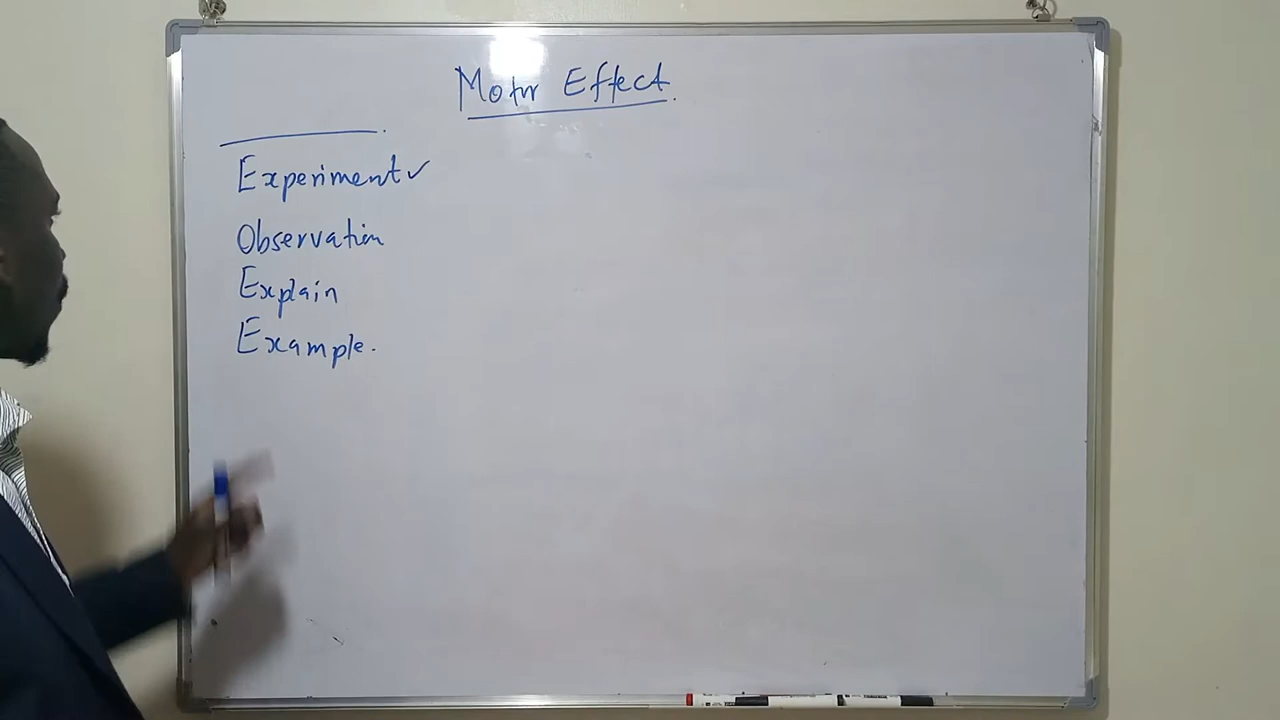 Motor Effect.
Experiment ✓
Observation
Explain
Example.